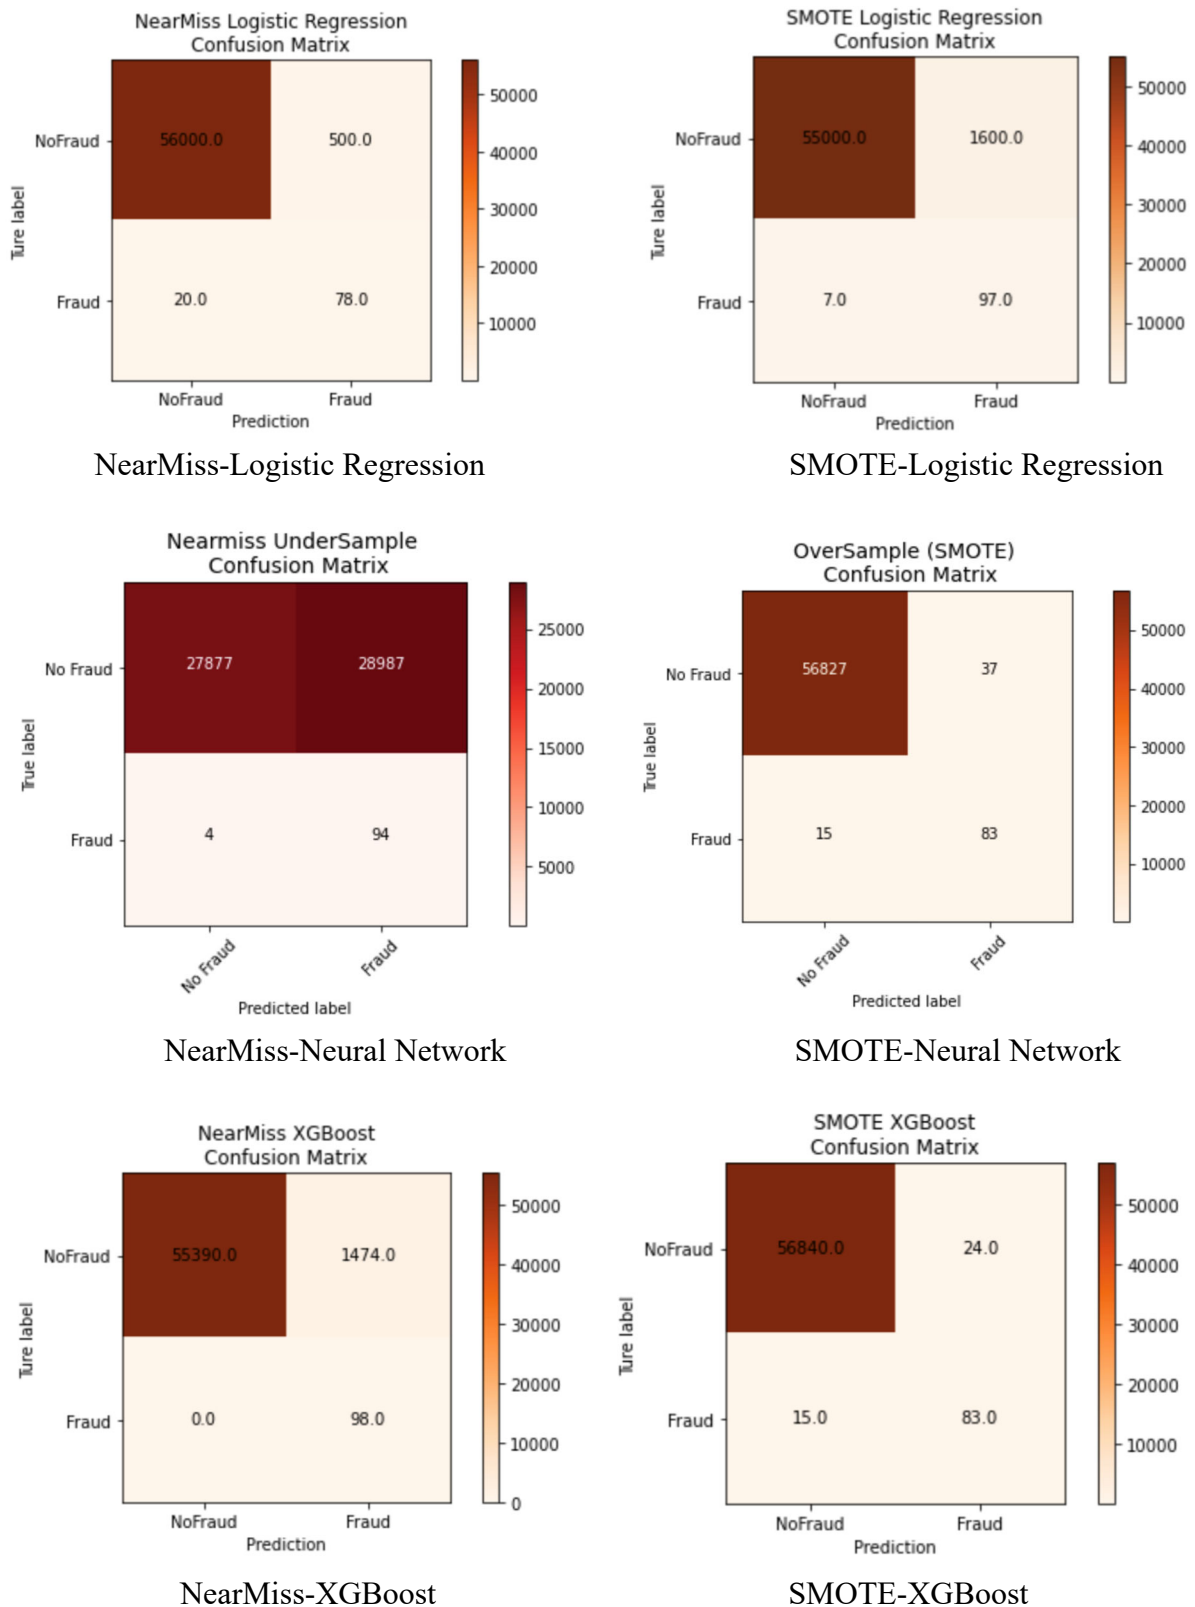 NearMiss Logistic Regression
Confusion Matrix
50000
40000
30000
20000
10000
NoFraud
56000.0
500.0
Fraud
20.0
78.0
Ture label
NoFraud
Fraud
Prediction
NearMiss-Logistic Regression
SMOTE Logistic Regression
Confusion Matrix
50000
40000
30000
20000
10000
NoFraud
55000.0
1600.0
Fraud
7.0
97.0
Ture label
NoFraud
Fraud
Prediction
SMOTE-Logistic Regression
Nearmiss UnderSample
Confusion Matrix
25000
20000
15000
10000
5000
No Fraud
27877
28987
Fraud
4
94
True label
No Fraud
Fraud
Predicted label
NearMiss-Neural Network
OverSample (SMOTE)
Confusion Matrix
50000
40000
30000
20000
10000
No Fraud
56827
37
Fraud
15
83
True label
No Fraud
Fraud
Predicted label
SMOTE-Neural Network
NearMiss XGBoost
Confusion Matrix
50000
40000
30000
20000
10000
0
NoFraud
55390.0
1474.0
Fraud
0.0
98.0
Ture label
NoFraud
Fraud
Prediction
NearMiss-XGBoost
SMOTE XGBoost
Confusion Matrix
50000
40000
30000
20000
10000
NoFraud
56840.0
24.0
Fraud
15.0
83.0
Ture label
NoFraud
Fraud
Prediction
SMOTE-XGBoost